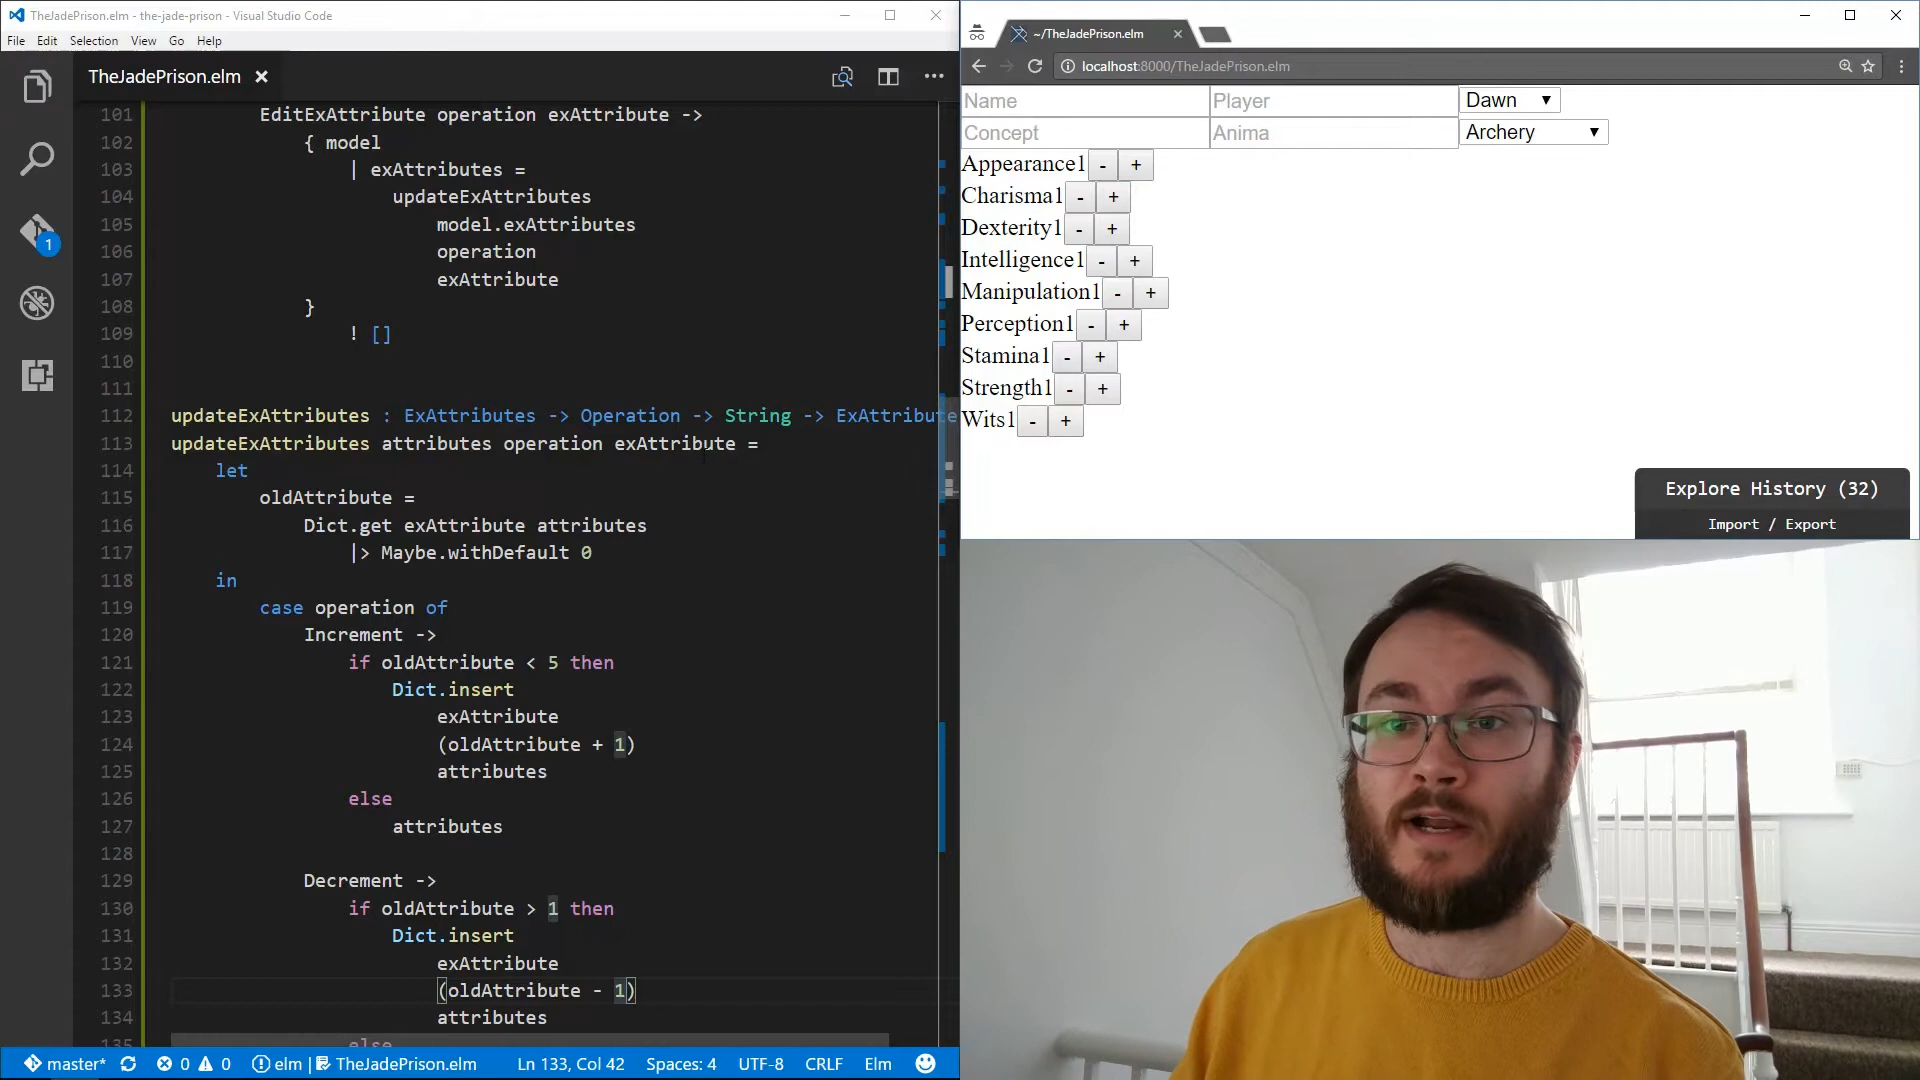 TheJadePrison.elm - the-jade-prison - Visual Studio Code
File Edit Selection View Go Help
TheJadePrison.elm
101 EditExAttribute operation exAttribute ->
102 { model
103 | exAttributes =
104 updateExAttributes
105 model.exAttributes
106 operation
107 exAttribute
108 }
109 ! []
110
111
112 updateExAttributes : ExAttributes -> Operation -> String -> ExAttribute
113 updateExAttributes attributes operation exAttribute =
114 let
115 oldAttribute =
116 Dict.get exAttribute attributes
117 |> Maybe.withDefault 0
118 in
119 case operation of
120 Increment ->
121 if oldAttribute < 5 then
122 Dict.insert
123 exAttribute
124 (oldAttribute + 1)
125 attributes
126 else
127 attributes
128
129 Decrement ->
130 if oldAttribute > 1 then
131 Dict.insert
132 exAttribute
133 (oldAttribute - 1)
134 attributes
135 else
1
master* 0 0 elm | TheJadePrison.elm Ln 133, Col 42 Spaces: 4 UTF-8 CRLF Elm
~/TheJadePrison.elm
localhost:8000/TheJadePrison.elm
Name Player Dawn
Concept Anima Archery
Appearance1 - +
Charisma1 - +
Dexterity1 - +
Intelligence1 - +
Manipulation1 - +
Perception1 - +
Stamina1 - +
Strength1 - +
Wits1 - +
Explore History (32)
Import / Export